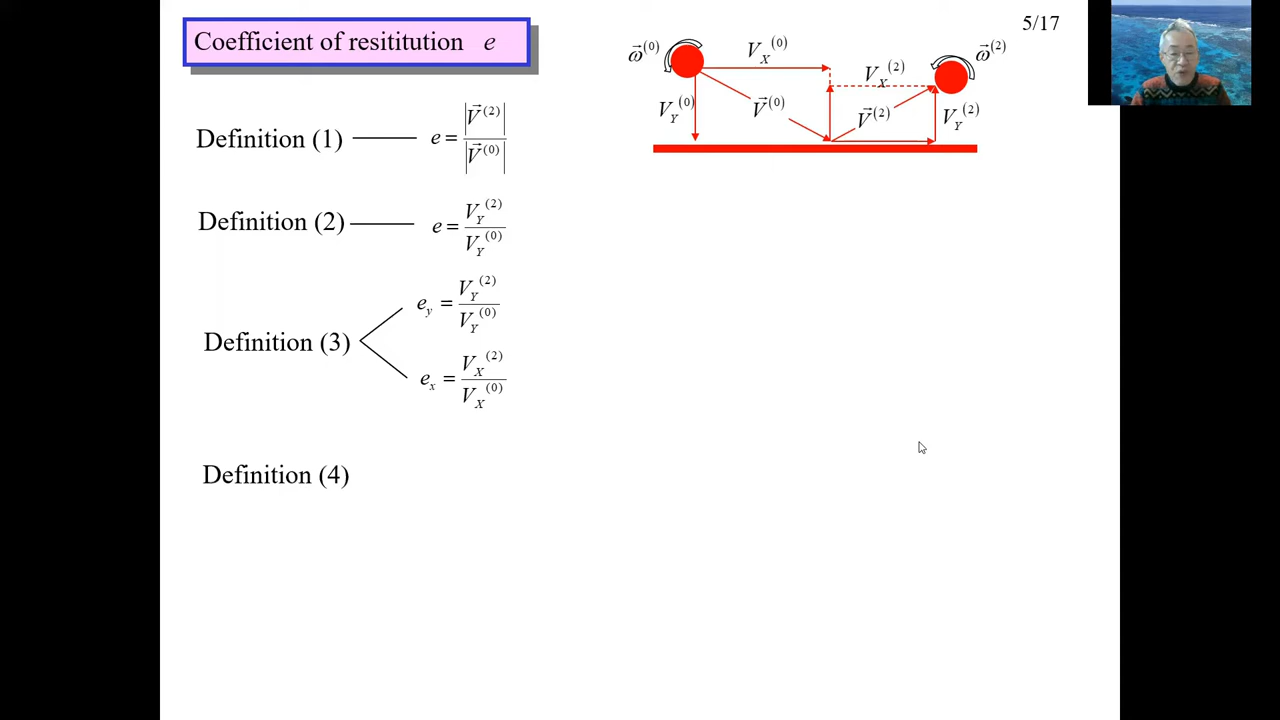 Coefficient of resititution e
5/17
Definition (1) e = |V⃗^(2)| / |V⃗^(0)|
Definition (2) e = V_Y^(2) / V_Y^(0)
Definition (3) e_y = V_Y^(2) / V_Y^(0)
e_x = V_X^(2) / V_X^(0)
Definition (4)
ω⃗^(0) V_X^(0) ω⃗^(2)
V_X^(2)
V_Y^(0) V⃗^(0) V⃗^(2) V_Y^(2)